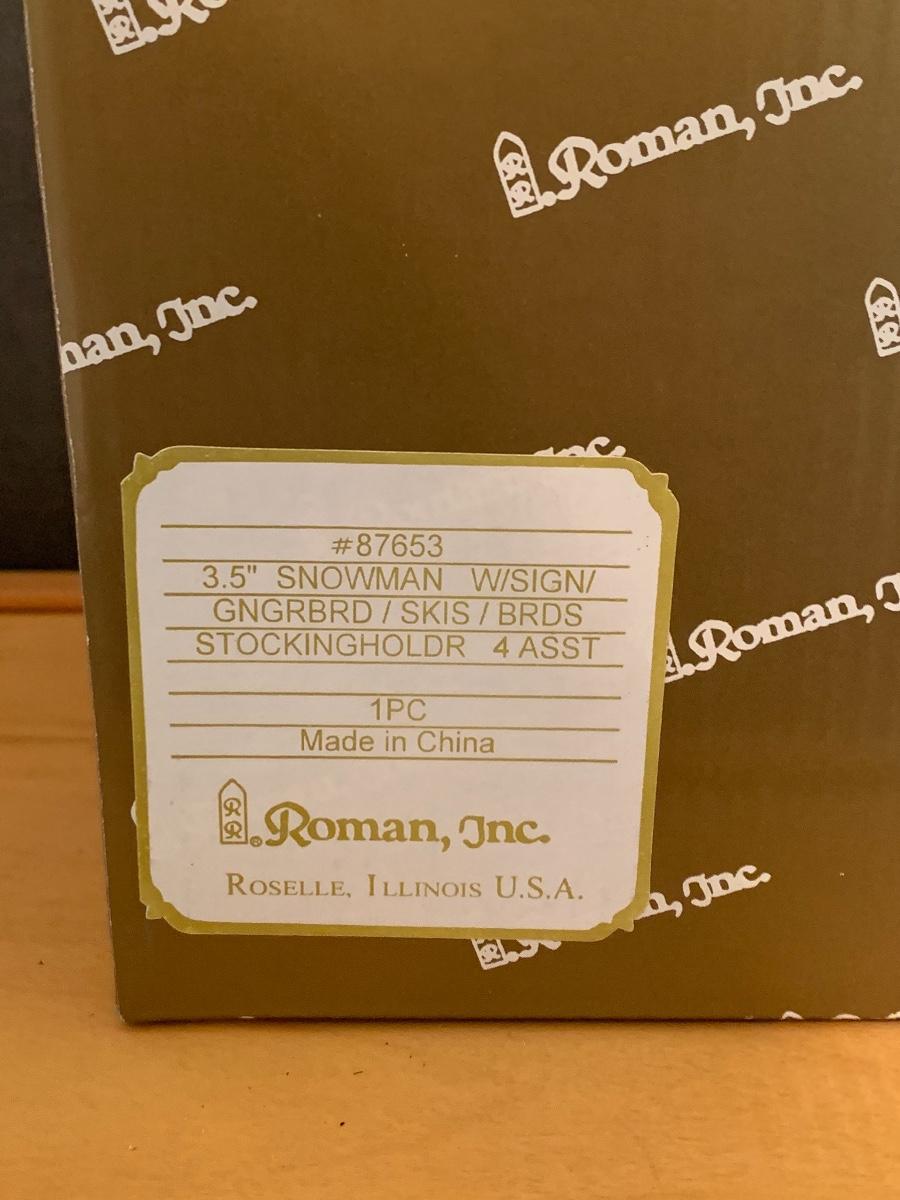 Roman, Inc.
Inc.
Inc.
#87653
3.5" SNOWMAN W/SIGN/
GNGRBRD / SKIS / BRDS
STOCKINGHOLDR 4 ASST
Roman,
1PC
Made in China
RR® Roman, Inc.
ROSELLE, ILLINOIS U.S.A.
Inc.